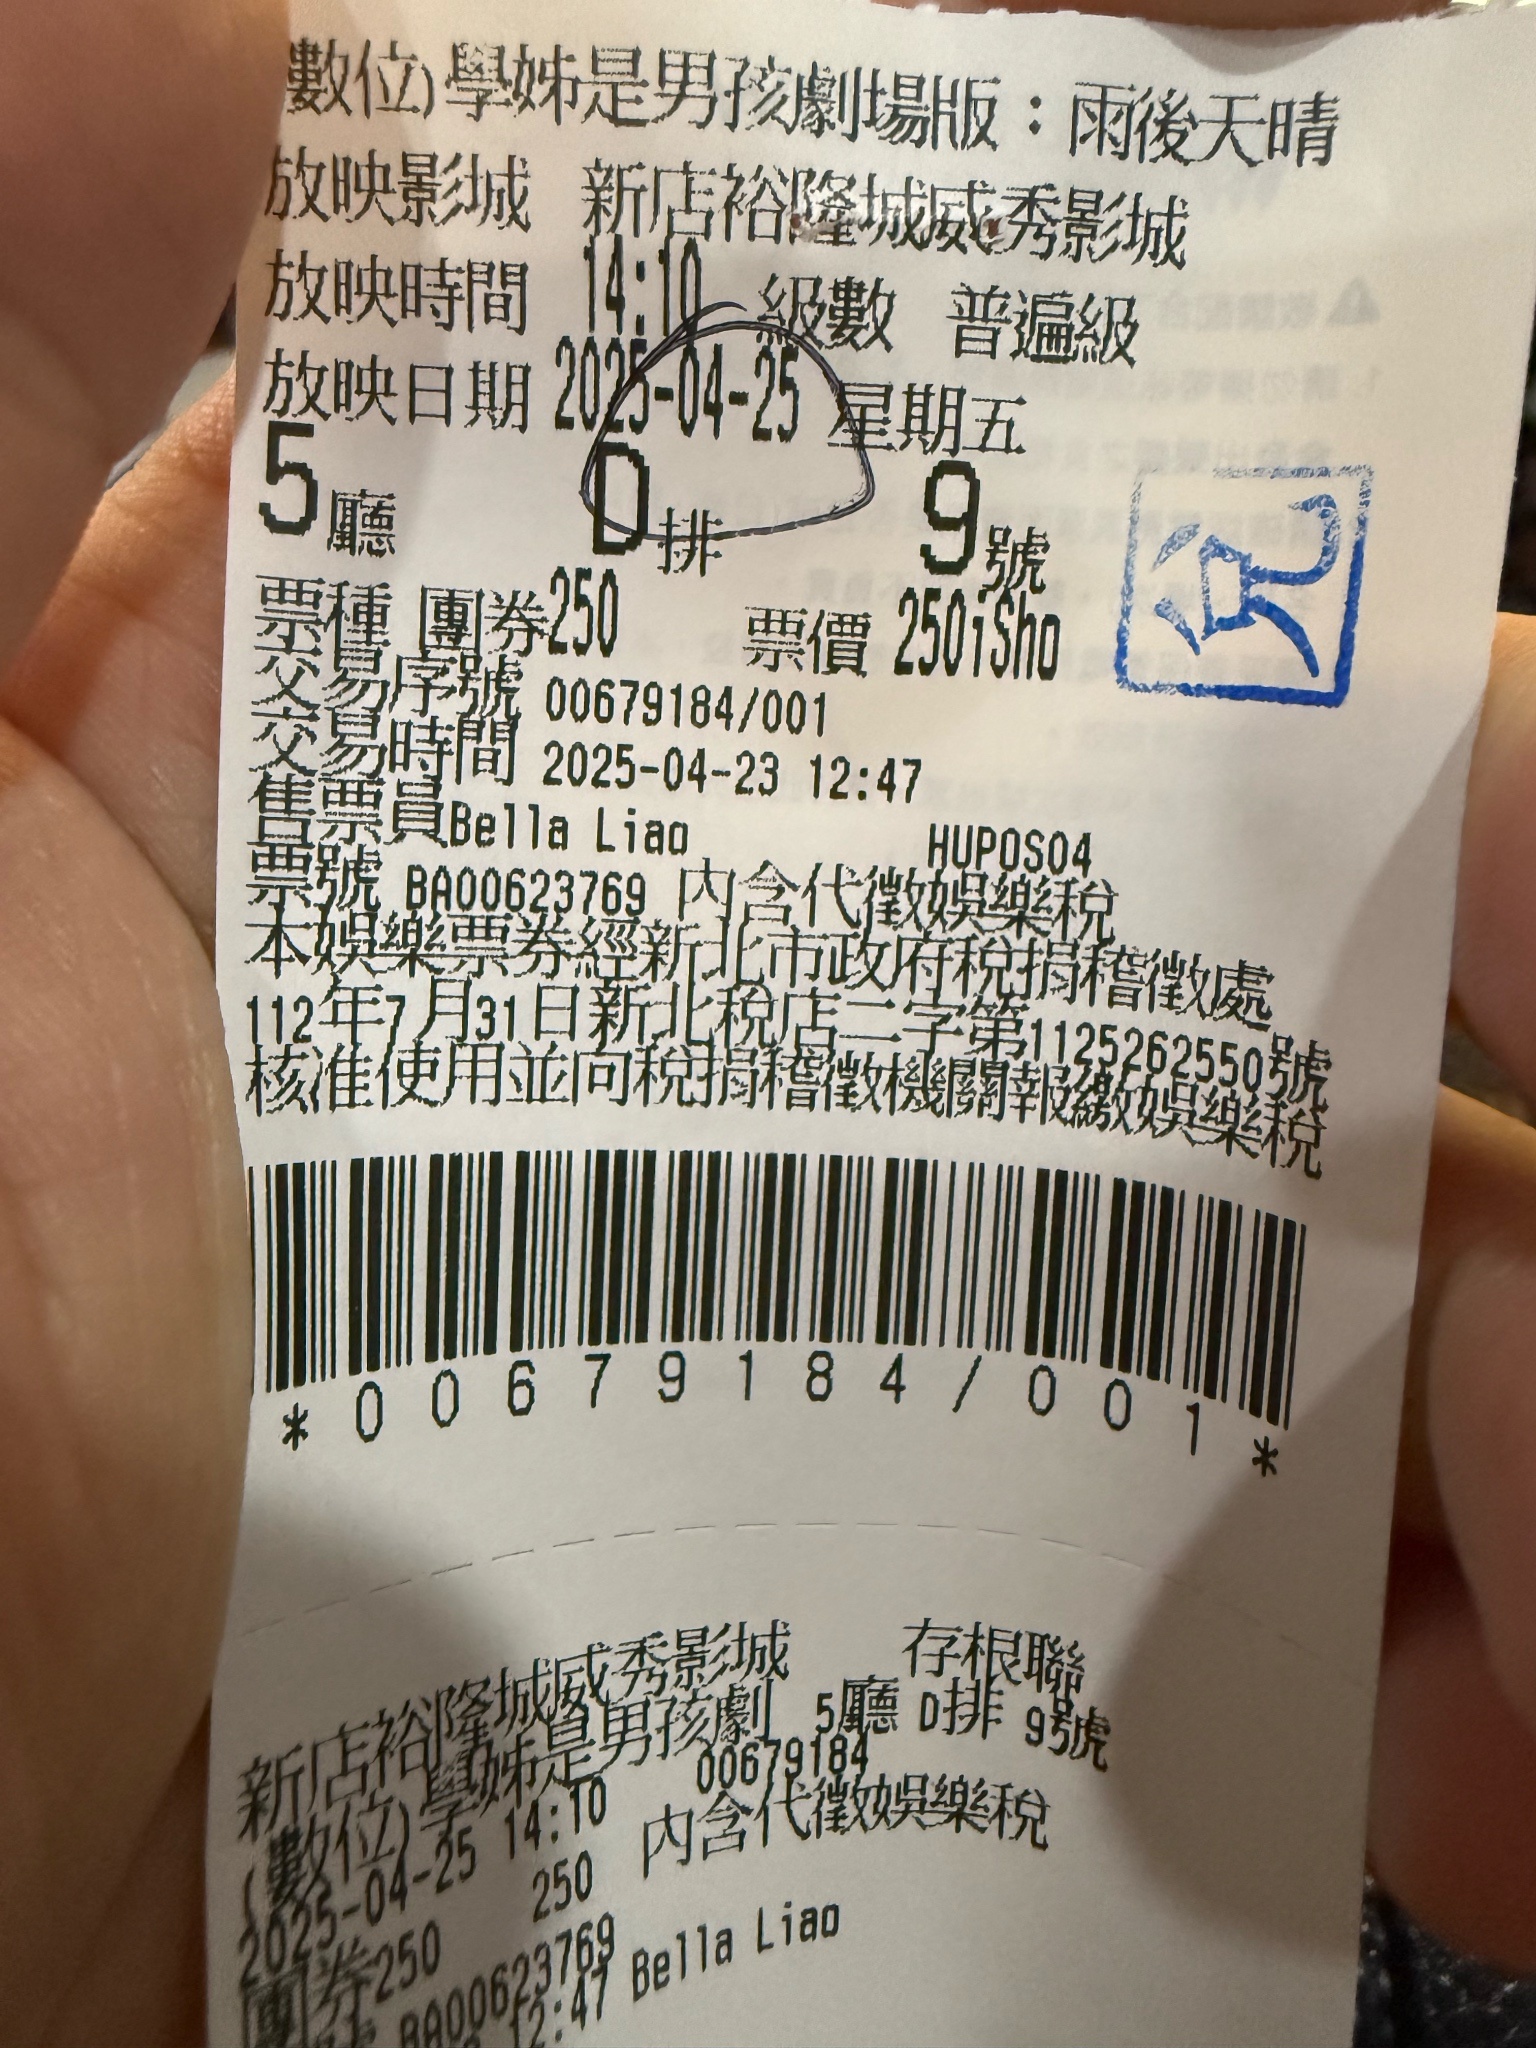 數位) 學姊是男孩劇場版：雨後天晴
放映影城 新店裕隆城威秀影城
放映時間 14:10 級數 普遍級
放映日期 2025-04-25 星期五
5廳 D排 9號
票種 團券250 票價 250iSho
交易序號 00679184/001
交易時間 2025-04-23 12:47
售票員Bella Liao HUPOS04
票號 BA00623769 內含代徵娛樂稅
本娛樂票券經新北市政府稅捐稽徵處
112年7月31日新北稅店二字第1125262550號
核准使用並向稅捐稽徵機關報繳娛樂稅
*00679184/001*
新店裕隆城威秀影城 存根聯
(數位) 學姊是男孩劇 5廳 D排 9號
2025-04-25 14:10 00679184
團券250 250 內含代徵娛樂稅
BA00623769
12:47 Bella Liao